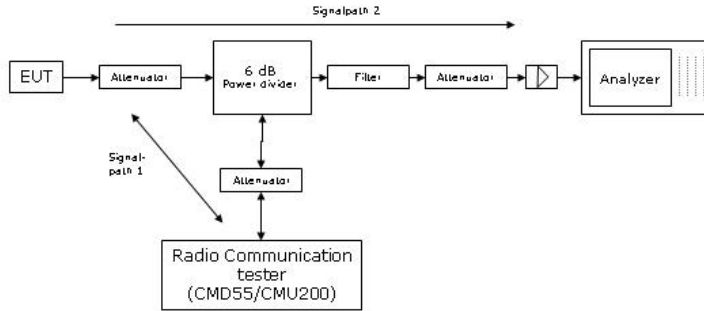 Signalpath 2
EUT
Attenuator
6 dB
Power divider
Filter
Attenuator
Analyzer
Signal-
path 1
Attenuator
Radio Communication
tester
(CMD55/CMU200)